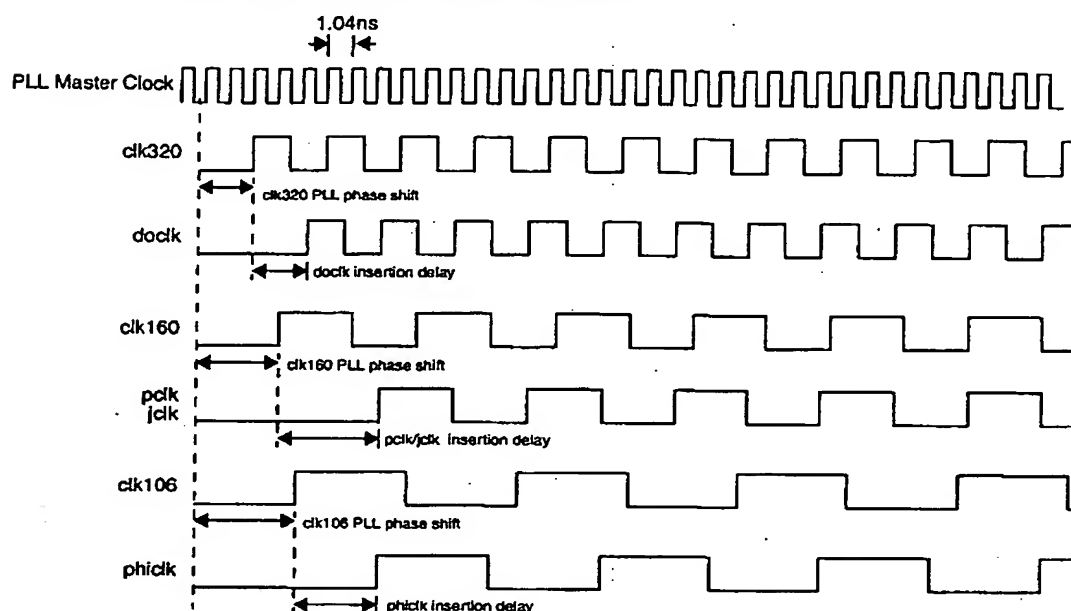 1.04ns
PLL Master Clock
clk320
clk320 PLL phase shift
doclk
doclk insertion delay
clk160
clk160 PLL phase shift
pclk
jclk
pclk/jclk insertion delay
clk106
clk106 PLL phase shift
phiclk
phiclk insertion delay